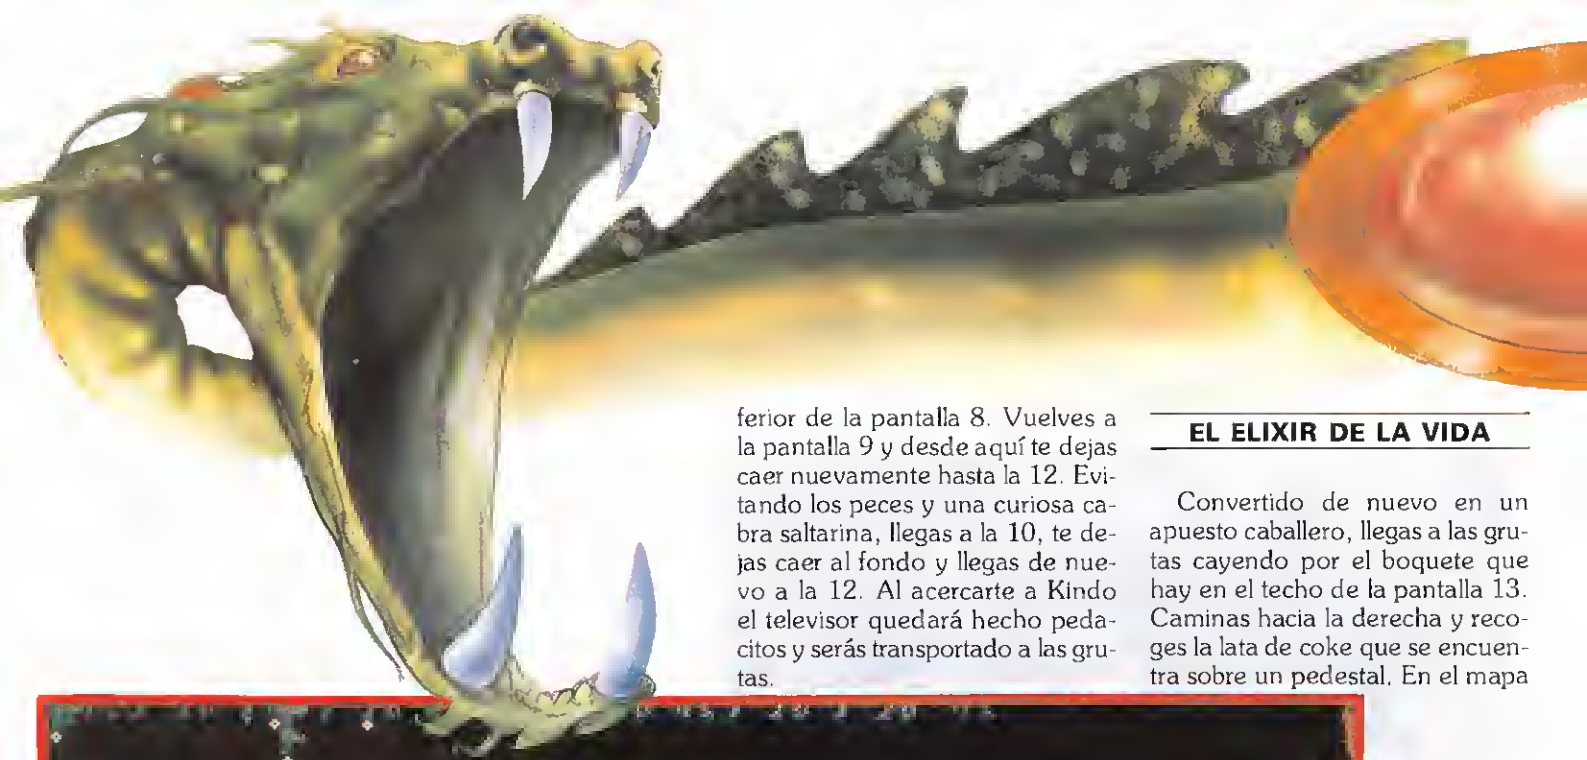 ferior de la pantalla 8. Vuelves a
la pantalla 9 y desde aquí te dejas
caer nuevamente hasta la 12. Evi-
tando los peces y una curiosa ca-
bra saltarina, llegas a la 10, te de-
jas caer al fondo y llegas de nue-
vo a la 12. Al acercarte a Kindo
el televisor quedará hecho peda-
citos y serás transportado a las gru-
tas.
EL ELIXIR DE LA VIDA
Convertido de nuevo en un
apuesto caballero, llegas a las gru-
tas cayendo por el boquete que
hay en el techo de la pantalla 13.
Caminas hacia la derecha y reco-
ges la lata de coke que se encuen-
tra sobre un pedestal. En el mapa